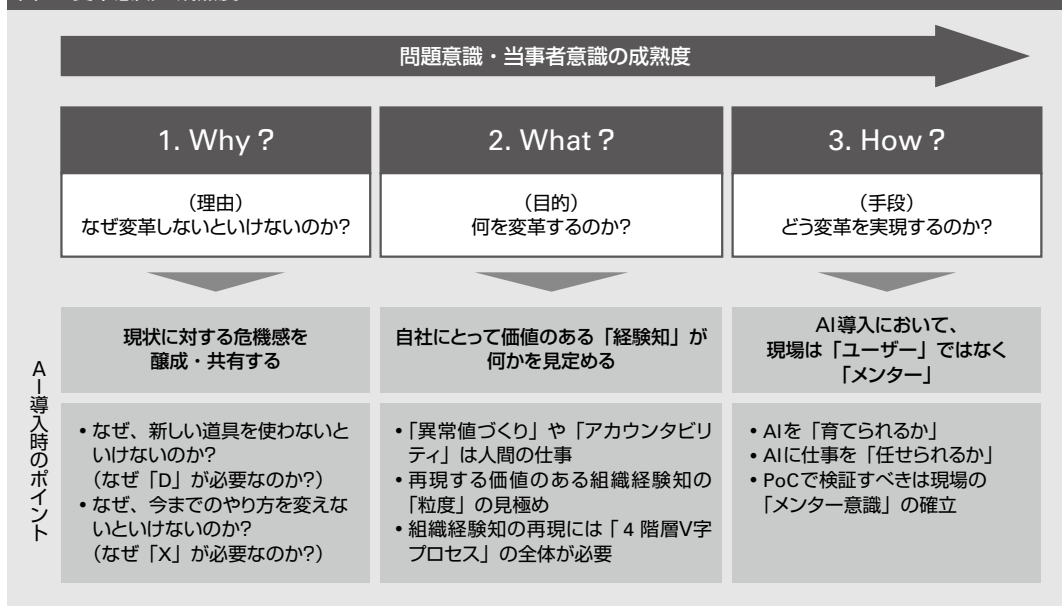 問題意識・当事者意識の成熟度
1. Why？
（理由）
なぜ変革しないといけないのか？
2. What？
（目的）
何を変革するのか？
3. How？
（手段）
どう変革を実現するのか？
AI導入時のポイント
現状に対する危機感を
醸成・共有する
自社にとって価値のある「経験知」が
何かを見定める
AI導入において、
現場は「ユーザー」ではなく
「メンター」
•なぜ、新しい道具を使わないと
いけないのか？
（なぜ「D」が必要なのか？）
•なぜ、今までのやり方を変えな
いといけないのか？
（なぜ「X」が必要なのか？）
•「異常値づくり」や「アカウンタビリ
ティ」は人間の仕事
•再現する価値のある組織経験知の
「粒度」の見極め
•組織経験知の再現には「4階層V字
プロセス」の全体が必要
•AIを「育てられるか」
•AIに仕事を「任せられるか」
•PoCで検証すべきは現場の
「メンター意識」の確立